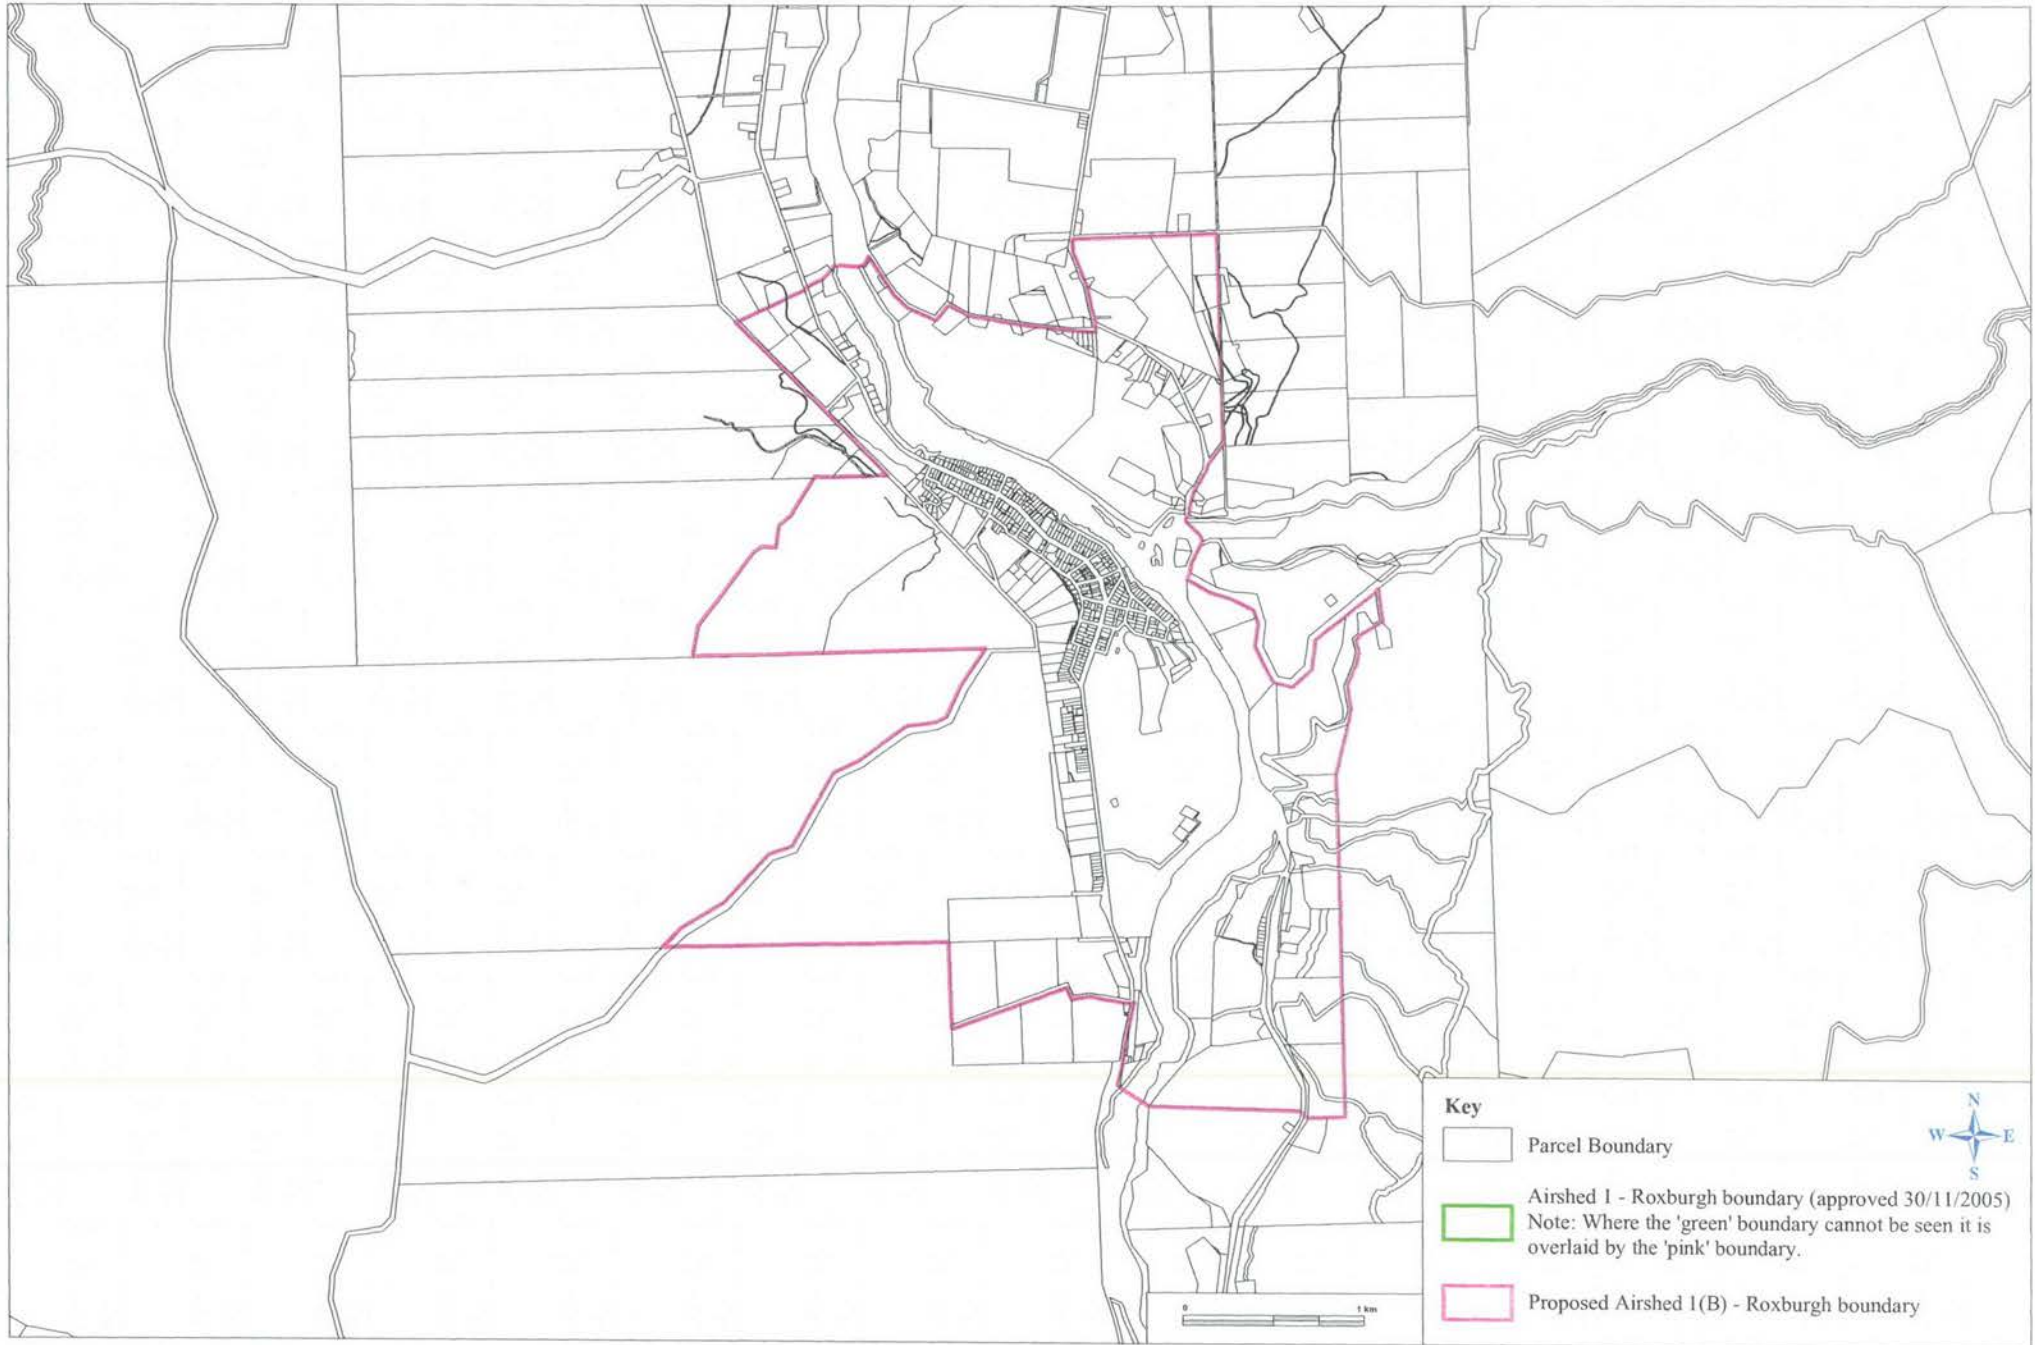 Key
N
W E
S
Parcel Boundary
Airshed 1 - Roxburgh boundary (approved 30/11/2005)
Note: Where the 'green' boundary cannot be seen it is
overlaid by the 'pink' boundary.
Proposed Airshed 1(B) - Roxburgh boundary
0 1 km